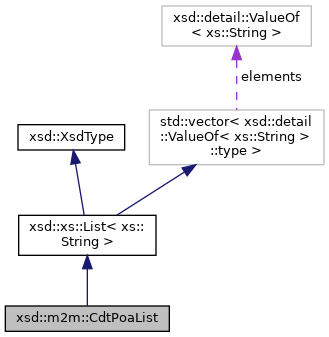 xsd::detail::ValueOf
< xs::String >
elements
std::vector< xsd::detail
::ValueOf< xs::String >
::type >
xsd::XsdType
xsd::xs::List< xs::
String >
xsd::m2m::CdtPoaList